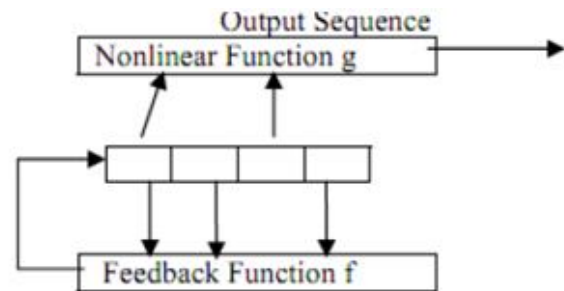 Output Sequence
Nonlinear Function g
Feedback Function f